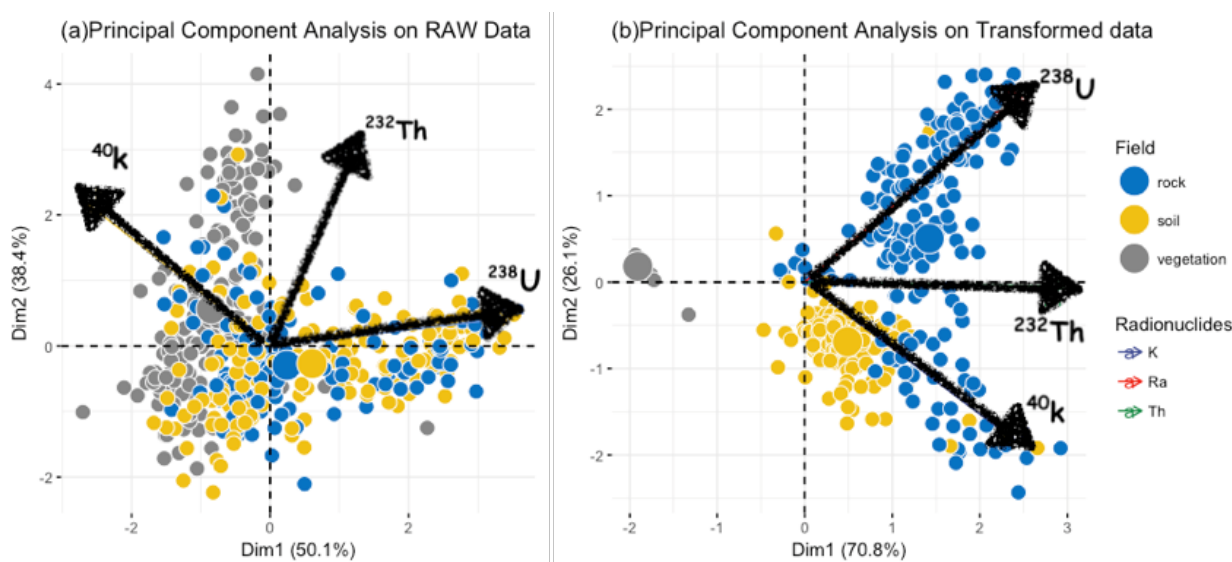 (a)Principal Component Analysis on RAW Data
4
2
0
-2
-2
0
2
Dim2 (38.4%)
Dim1 (50.1%)
40k
232Th
238U
(b)Principal Component Analysis on Transformed data
2
1
0
-1
-2
-2
-1
0
1
2
3
Dim2 (26.1%)
Dim1 (70.8%)
238U
232Th
40k
Field
rock
soil
vegetation
Radionuclides
K
Ra
Th